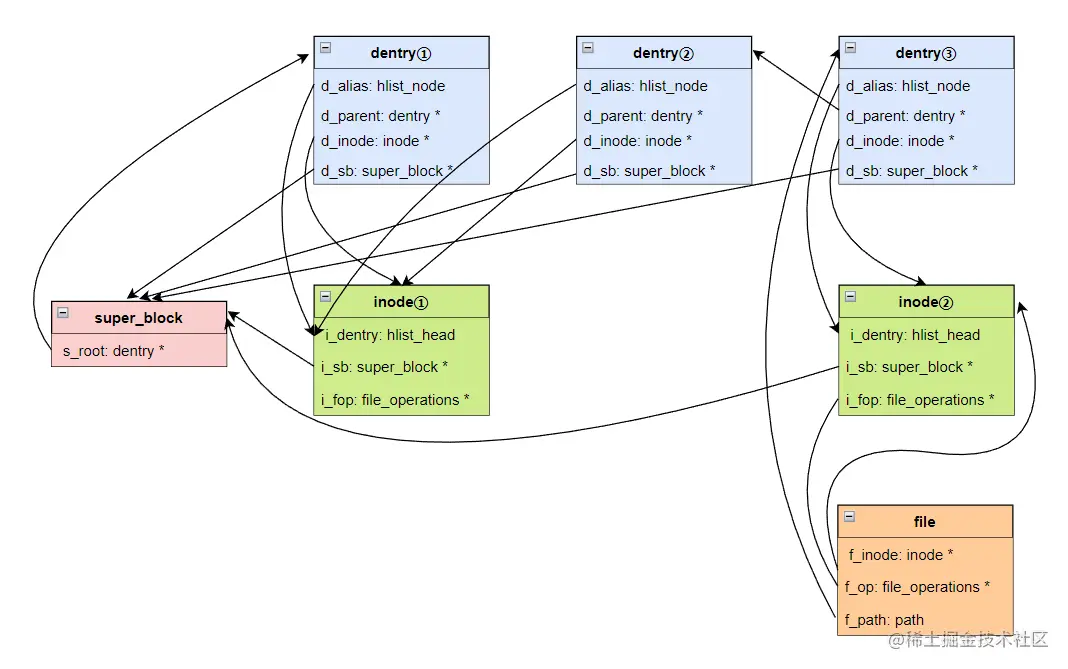 dentry①
d_alias: hlist_node
d_parent: dentry *
d_inode: inode *
d_sb: super_block *
dentry②
d_alias: hlist_node
d_parent: dentry *
d_inode: inode *
d_sb: super_block *
dentry③
d_alias: hlist_node
d_parent: dentry *
d_inode: inode *
d_sb: super_block *
super_block
s_root: dentry *
inode①
i_dentry: hlist_head
i_sb: super_block *
i_fop: file_operations *
inode②
i_dentry: hlist_head
i_sb: super_block *
i_fop: file_operations *
file
f_inode: inode *
f_op: file_operations *
f_path: path
@稀土掘金技术社区